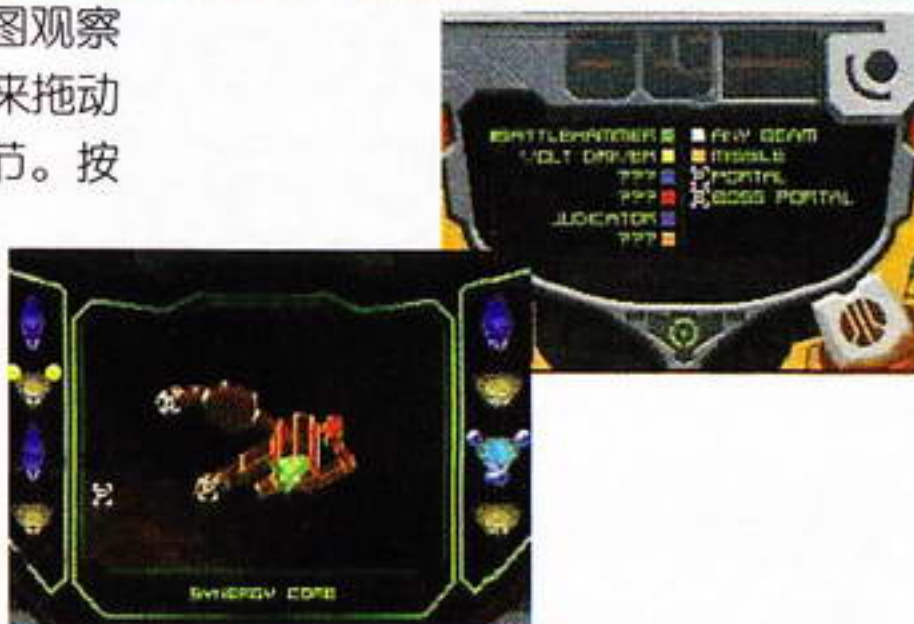 图观察
来拖动
节。按
BATTLEHAMMER ANY BEAM
VOLT DRIVER MISSILE
??? PORTAL
??? BOSS PORTAL
JUDICATOR
???
SYNERGY CORE